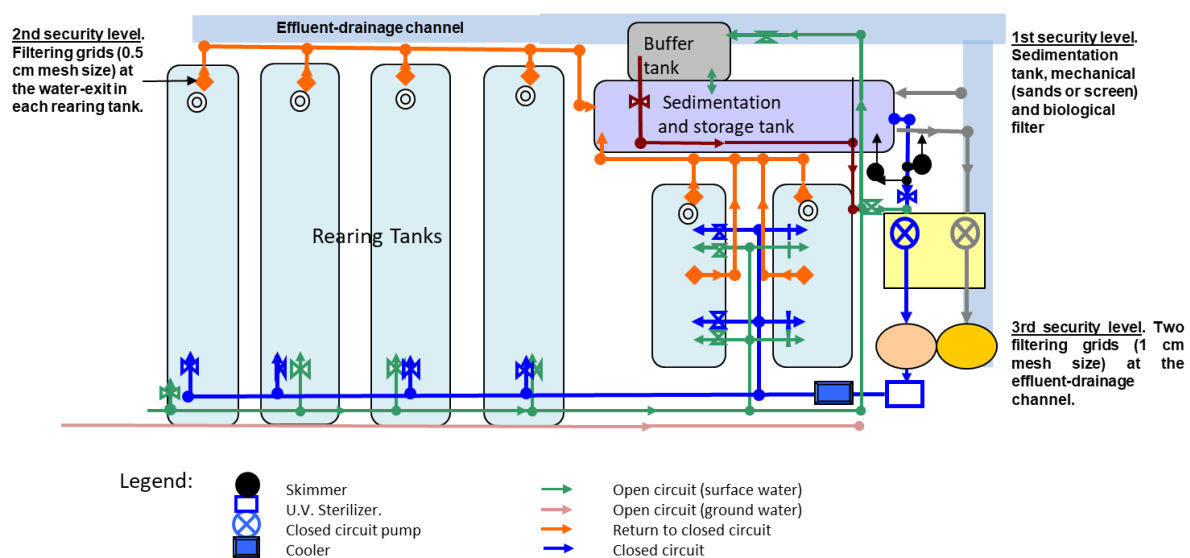 Effluent-drainage channel
2nd security level.
Filtering grids (0.5
cm mesh size) at
the water-exit in
each rearing tank.
Buffer
tank
1st security level.
Sedimentation
tank, mechanical
(sands or screen)
and biological
filter
Sedimentation
and storage tank
Rearing Tanks
3rd security level. Two
filtering grids (1 cm
mesh size) at the
effluent-drainage
channel.
Legend:
Skimmer
U.V. Sterilizer.
Closed circuit pump
Cooler
Open circuit (surface water)
Open circuit (ground water)
Return to closed circuit
Closed circuit